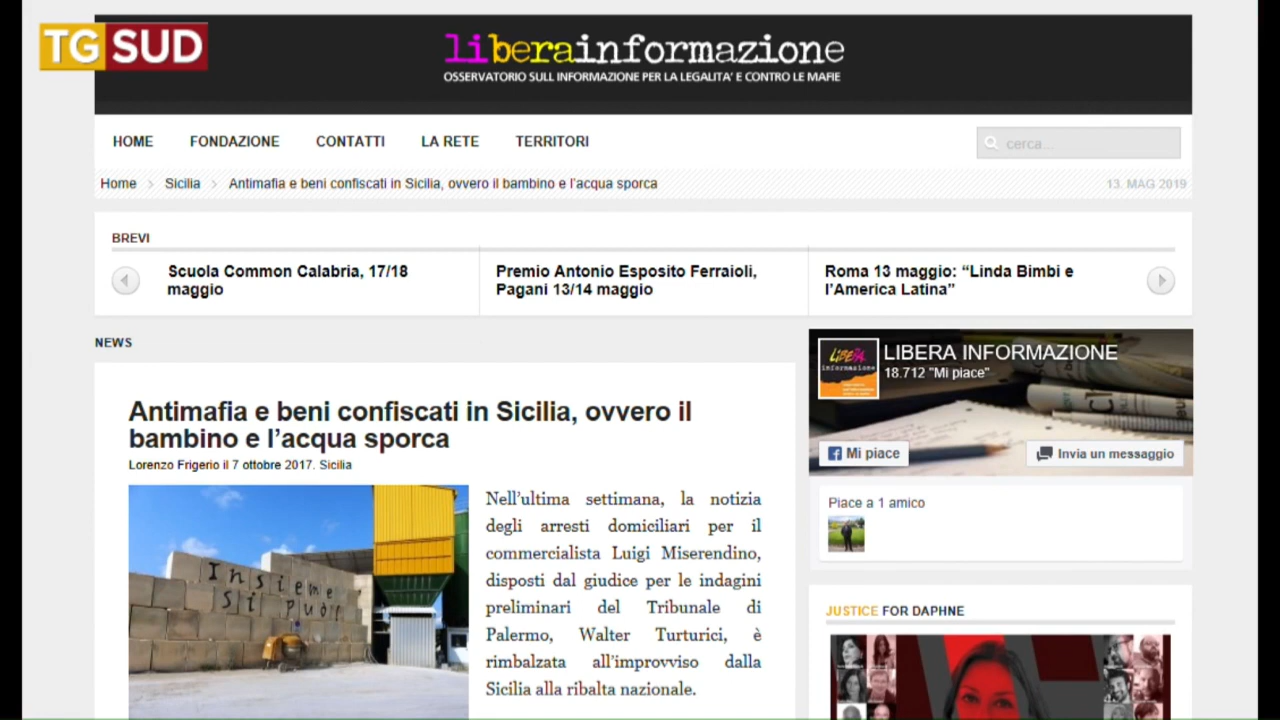 TG SUD
liberainformazione
OSSERVATORIO SULL'INFORMAZIONE PER LA LEGALITA' E CONTRO LE MAFIE
HOME FONDAZIONE CONTATTI LA RETE TERRITORI
cerca...
Home > Sicilia > Antimafia e beni confiscati in Sicilia, ovvero il bambino e l'acqua sporca
13. MAG 2019
BREVI
Scuola Common Calabria, 17/18
maggio
Premio Antonio Esposito Ferraioli,
Pagani 13/14 maggio
Roma 13 maggio: “Linda Bimbi e
l'America Latina”
NEWS
Antimafia e beni confiscati in Sicilia, ovvero il
bambino e l'acqua sporca
Lorenzo Frigerio il 7 ottobre 2017. Sicilia
Insieme
si può!
Nell'ultima settimana, la notizia
degli arresti domiciliari per il
commercialista Luigi Miserendino,
disposti dal giudice per le indagini
preliminari del Tribunale di
Palermo, Walter Turturici, è
rimbalzata all'improvviso dalla
Sicilia alla ribalta nazionale.
LIBERA
informazione
LIBERA INFORMAZIONE
18.712 "Mi piace"
Mi piace
Invia un messaggio
Piace a 1 amico
JUSTICE FOR DAPHNE